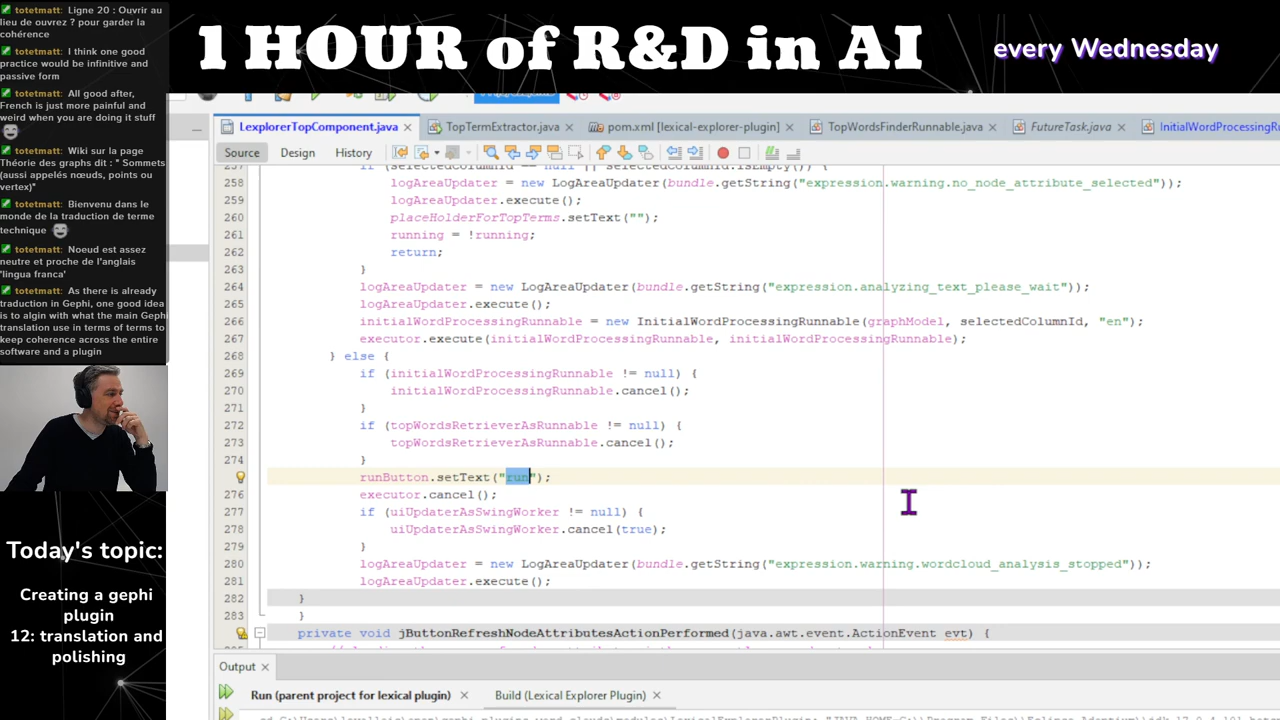 totetmatt: Ligne 20 : Ouvrir au
lieu de ouvrez ? pour garder la
cohérence
totetmatt: I think one good
practice would be infinitive and
passive form
totetmatt: All good after,
French is just more painful and
weird when you are doing it stuff
totetmatt: Wiki sur la page
Théorie des graphs dit : " Sommets
(aussi appelés nœuds, points ou
vertex)"
totetmatt: Bienvenu dans le
monde de la traduction de terme
technique
totetmatt: Noeud est assez
neutre et proche de l'anglais
'lingua franca'
totetmatt: As there is already
traduction in Gephi, one good idea
is to algin with what the main Gephi
translation use in terms of terms to
keep coherence across the entire
software and a plugin
1 HOUR of R&D in AI
every Wednesday
LexplorerTopComponent.java
TopTermExtractor.java
pom.xml [lexical-explorer-plugin]
TopWordsFinderRunnable.java
FutureTask.java
InitialWordProcessingR
Source Design History
257 if (selectedColumnId == null || selectedColumnId.isEmpty()) {
258 logAreaUpdater = new LogAreaUpdater(bundle.getString("expression.warning.no_node_attribute_selected"));
259 logAreaUpdater.execute();
260 placeHolderForTopTerms.setText("");
261 running = !running;
262 return;
263 }
264 logAreaUpdater = new LogAreaUpdater(bundle.getString("expression.analyzing_text_please_wait"));
265 logAreaUpdater.execute();
266 initialWordProcessingRunnable = new InitialWordProcessingRunnable(graphModel, selectedColumnId, "en");
267 executor.execute(initialWordProcessingRunnable, initialWordProcessingRunnable);
268 } else {
269 if (initialWordProcessingRunnable != null) {
270 initialWordProcessingRunnable.cancel();
271 }
272 if (topWordsRetrieverAsRunnable != null) {
273 topWordsRetrieverAsRunnable.cancel();
274 }
runButton.setText("run");
276 executor.cancel();
277 if (uiUpdaterAsSwingWorker != null) {
278 uiUpdaterAsSwingWorker.cancel(true);
279 }
280 logAreaUpdater = new LogAreaUpdater(bundle.getString("expression.warning.wordcloud_analysis_stopped"));
281 logAreaUpdater.execute();
282 }
283 }
private void jButtonRefreshNodeAttributesActionPerformed(java.awt.event.ActionEvent evt) {
Output
Run (parent project for lexical plugin)
Build (Lexical Explorer Plugin)
Today's topic:
Creating a gephi
plugin
12: translation and
polishing